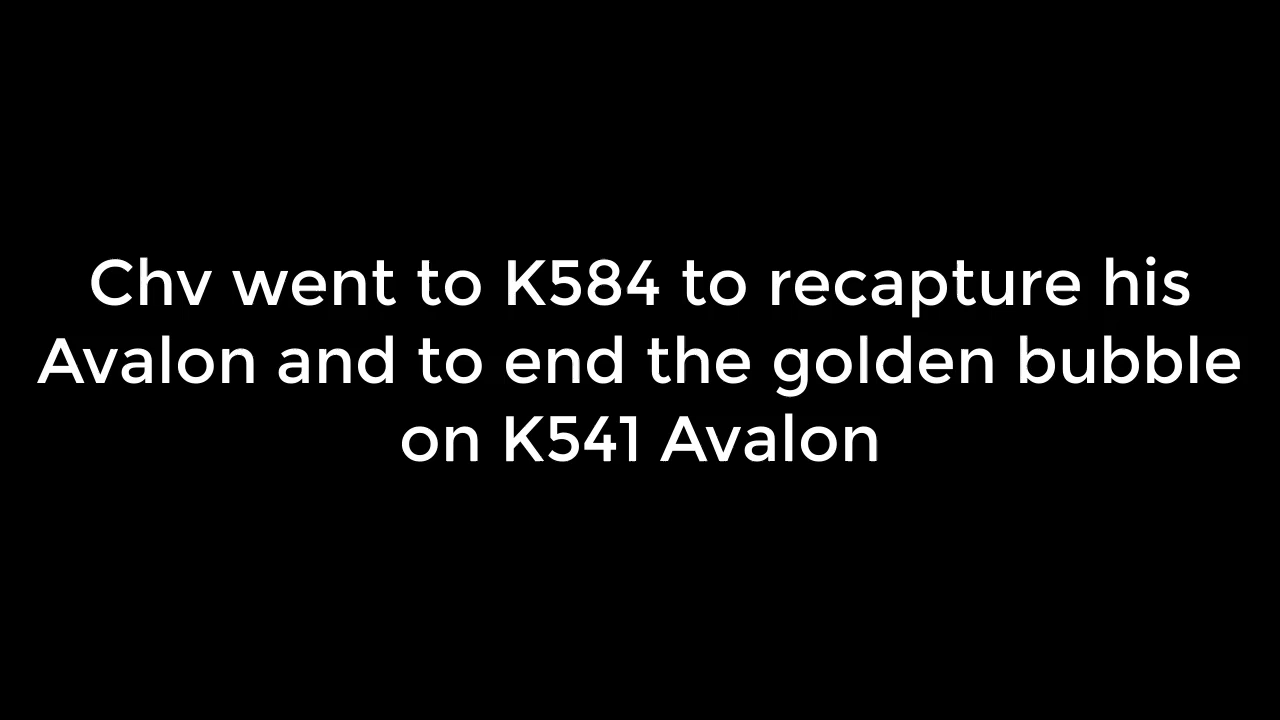 Chv went to K584 to recapture his
Avalon and to end the golden bubble
on K541 Avalon